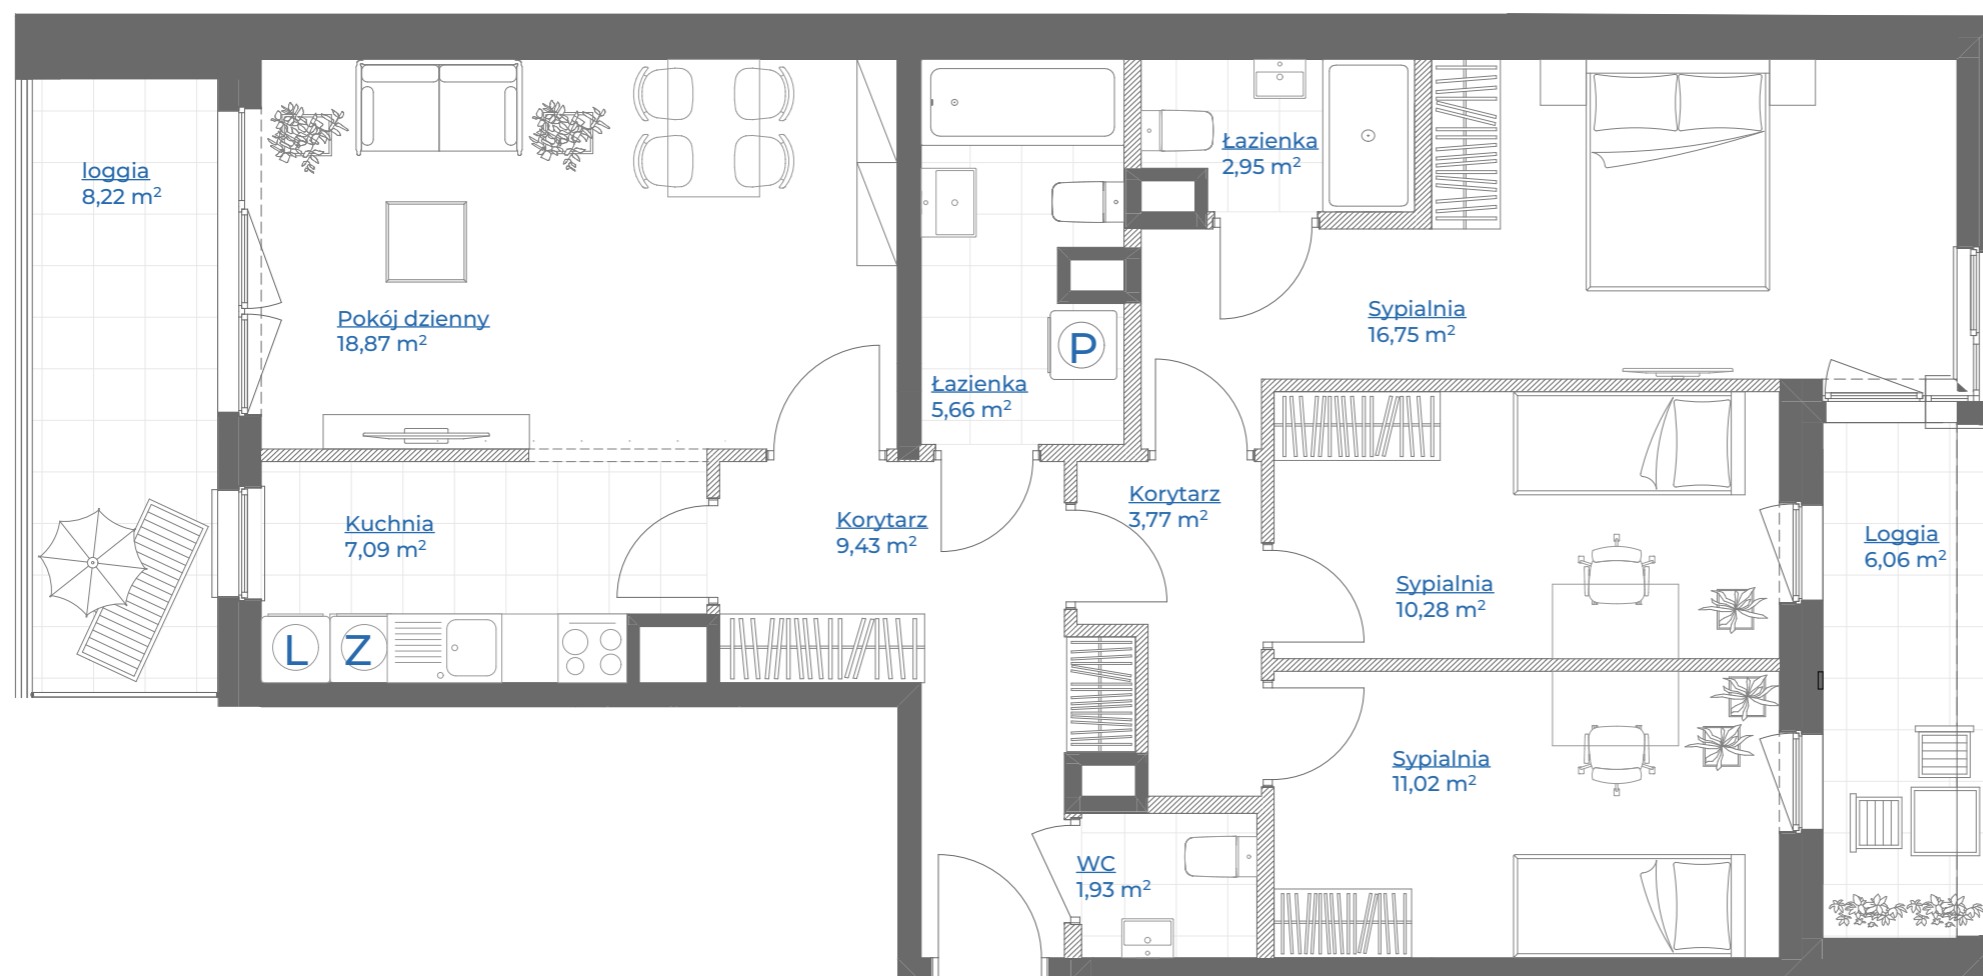 loggia
8,22 m²
Pokój dzienny
18,87 m²
Łazienka
5,66 m²
P
Łazienka
2,95 m²
Sypialnia
16,75 m²
Kuchnia
7,09 m²
L
Z
Korytarz
9,43 m²
Korytarz
3,77 m²
Sypialnia
10,28 m²
Loggia
6,06 m²
Sypialnia
11,02 m²
WC
1,93 m²